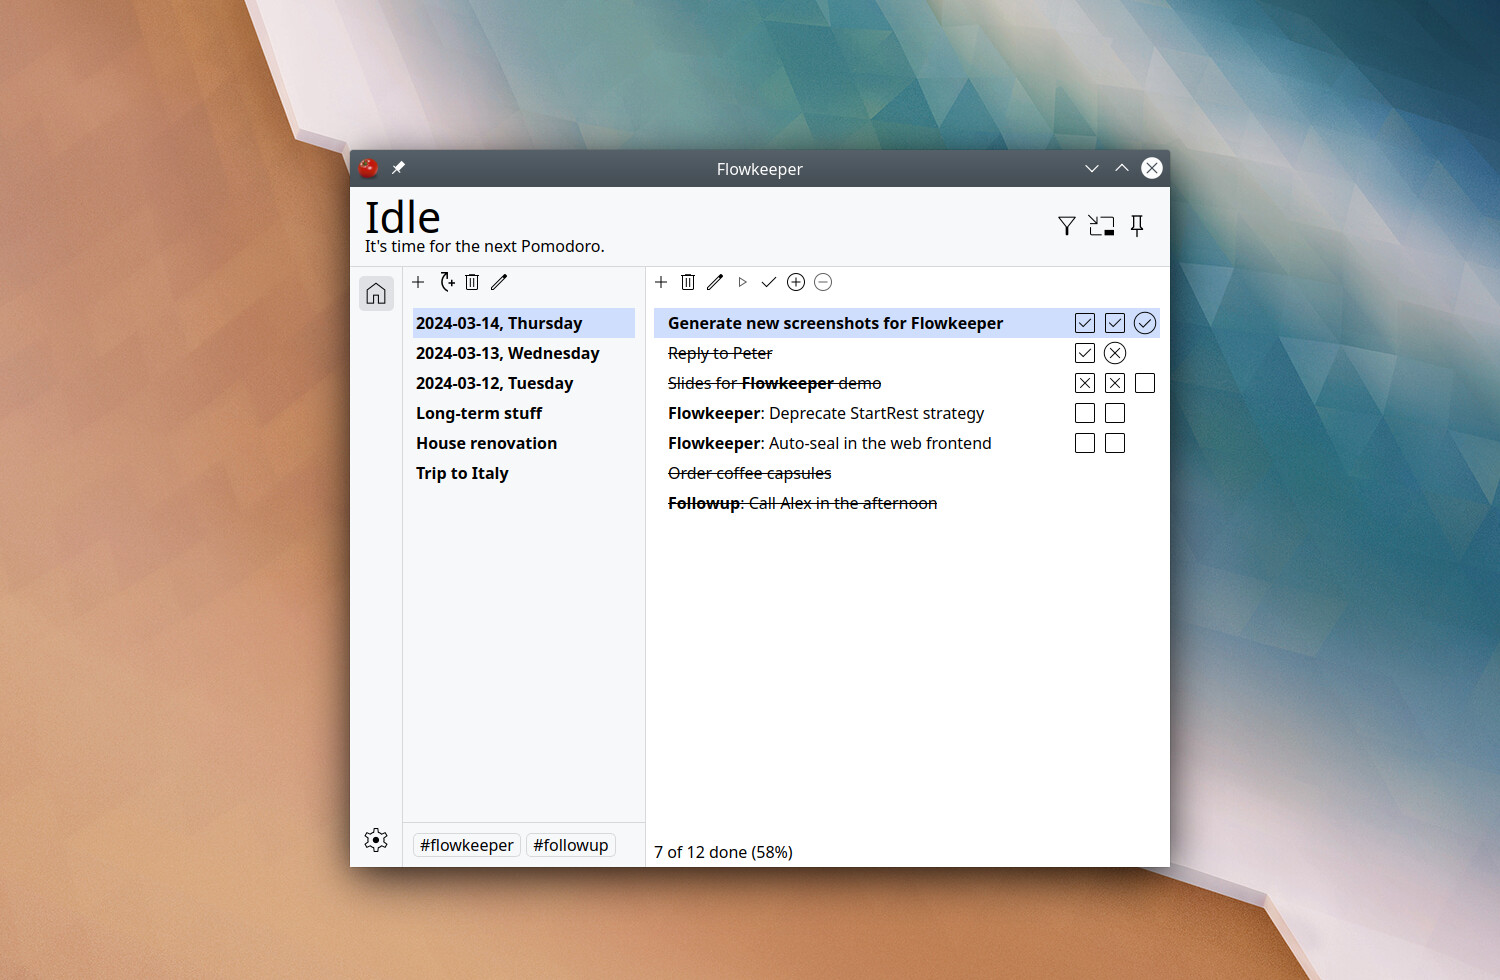 Flowkeeper
Idle
It's time for the next Pomodoro.
2024-03-14, Thursday
2024-03-13, Wednesday
2024-03-12, Tuesday
Long-term stuff
House renovation
Trip to Italy
#flowkeeper #followup
Generate new screenshots for Flowkeeper
Reply to Peter
Slides for Flowkeeper demo
Flowkeeper: Deprecate StartRest strategy
Flowkeeper: Auto-seal in the web frontend
Order coffee capsules
Followup: Call Alex in the afternoon
7 of 12 done (58%)